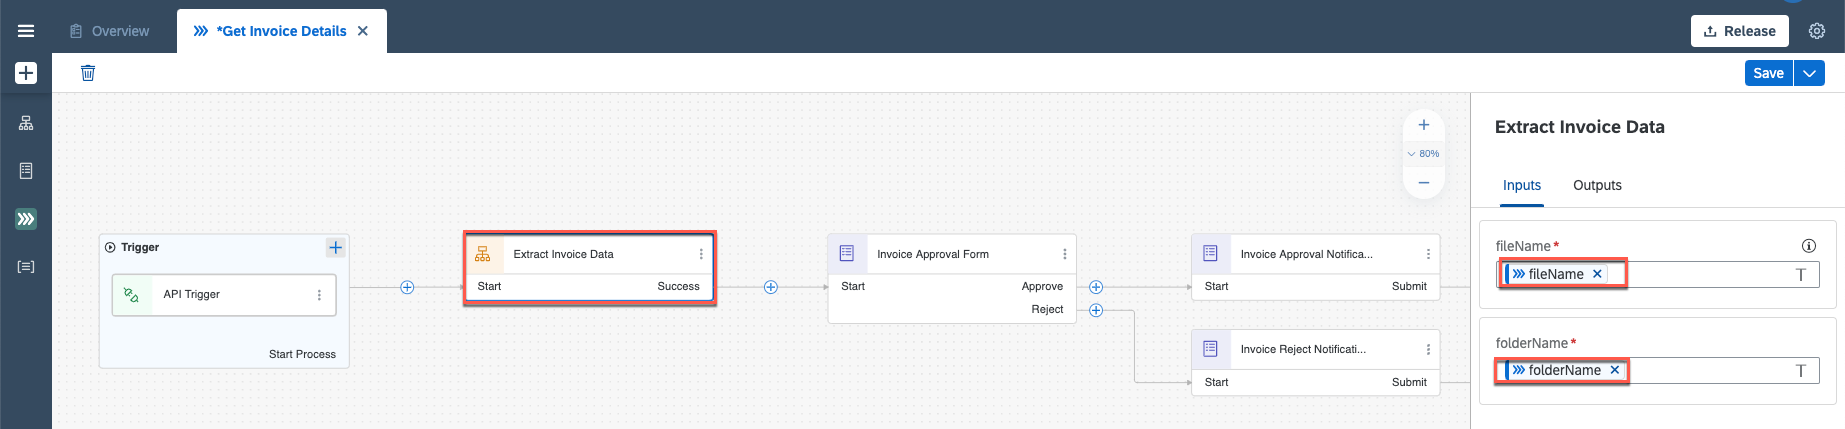 Overview
*Get Invoice Details
Release
Save
80%
Trigger
API Trigger
Start Process
Extract Invoice Data
Start Success
Invoice Approval Form
Start Approve
Reject
Invoice Approval Notifica...
Start Submit
Invoice Reject Notificati...
Start Submit
Extract Invoice Data
Inputs Outputs
fileName*
fileName
folderName*
folderName